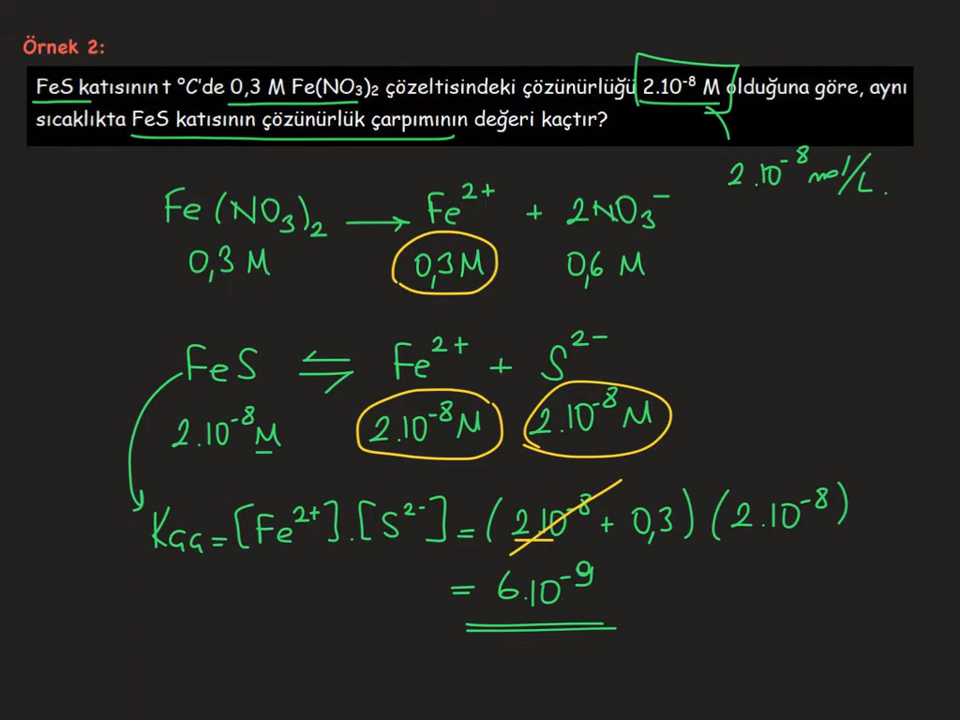 Örnek 2:
FeS katısının t °C'de 0,3 M Fe(NO₃)₂ çözeltisindeki çözünürlüğü 2.10⁻⁸ M olduğuna göre, aynı
sıcaklıkta FeS katısının çözünürlük çarpımının değeri kaçtır?
2.10⁻⁸ mol/L.
Fe(NO₃)₂ → Fe²⁺ + 2NO₃⁻
0,3 M 0,3 M 0,6 M
FeS ⇌ Fe²⁺ + S²⁻
2.10⁻⁸ M 2.10⁻⁸ M 2.10⁻⁸ M
KGG = [Fe²⁺].[S²⁻] = (2.10⁻⁸ + 0,3)(2.10⁻⁸)
= 6.10⁻⁹